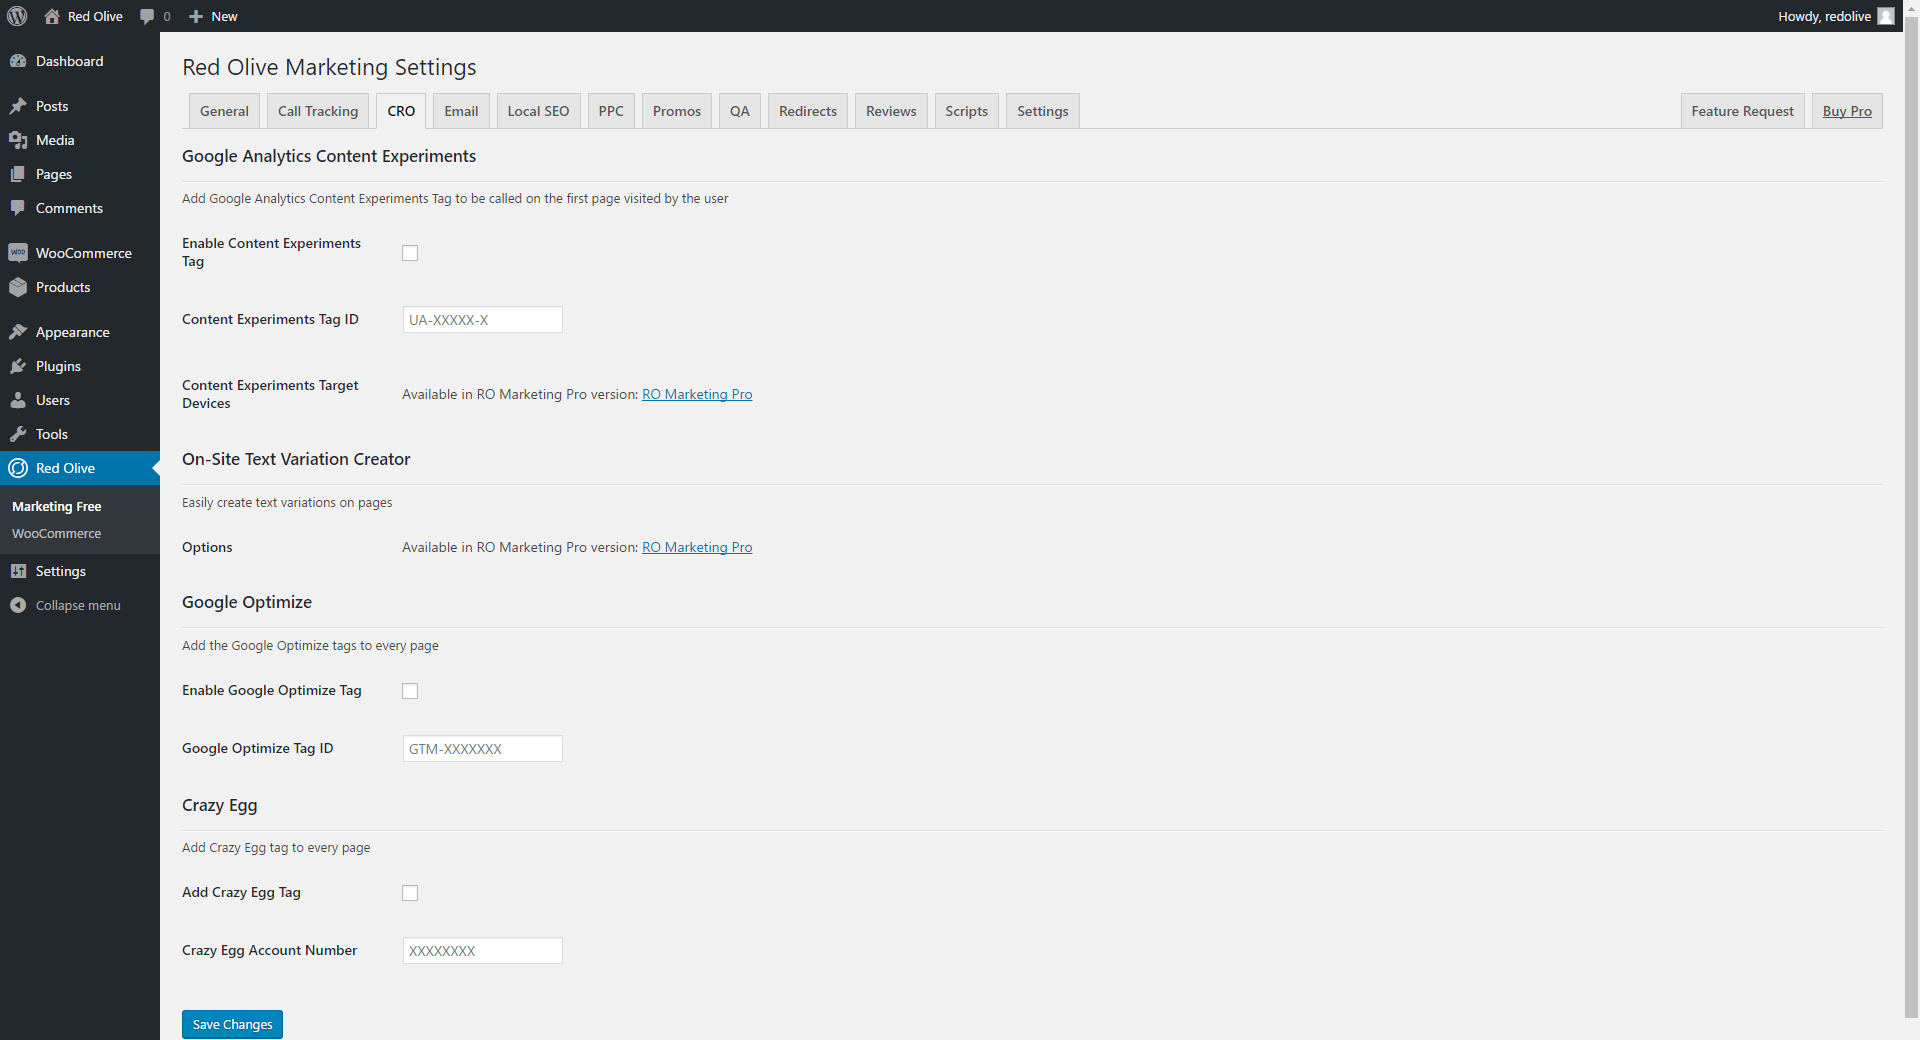 Red Olive 0 New
Howdy, redolive
Dashboard
Posts
Media
Pages
Comments
WooCommerce
Products
Appearance
Plugins
Users
Tools
Red Olive
Marketing Free
WooCommerce
Settings
Collapse menu
Red Olive Marketing Settings
General Call Tracking CRO Email Local SEO PPC Promos QA Redirects Reviews Scripts Settings Feature Request Buy Pro
Google Analytics Content Experiments
Add Google Analytics Content Experiments Tag to be called on the first page visited by the user
Enable Content Experiments
Tag
Content Experiments Tag ID UA-XXXXX-X
Content Experiments Target
Devices
Available in RO Marketing Pro version: RO Marketing Pro
On-Site Text Variation Creator
Easily create text variations on pages
Options Available in RO Marketing Pro version: RO Marketing Pro
Google Optimize
Add the Google Optimize tags to every page
Enable Google Optimize Tag
Google Optimize Tag ID GTM-XXXXXXX
Crazy Egg
Add Crazy Egg tag to every page
Add Crazy Egg Tag
Crazy Egg Account Number XXXXXXXX
Save Changes